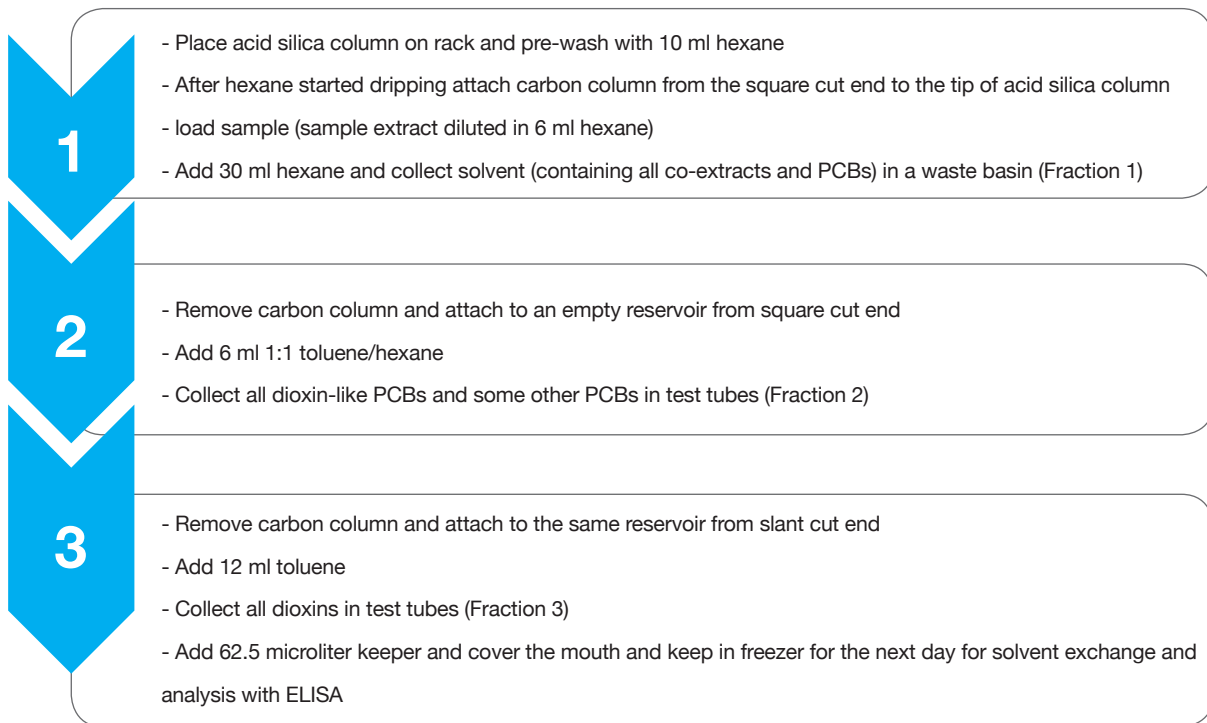 1
- Place acid silica column on rack and pre-wash with 10 ml hexane
- After hexane started dripping attach carbon column from the square cut end to the tip of acid silica column
- load sample (sample extract diluted in 6 ml hexane)
- Add 30 ml hexane and collect solvent (containing all co-extracts and PCBs) in a waste basin (Fraction 1)
2
- Remove carbon column and attach to an empty reservoir from square cut end
- Add 6 ml 1:1 toluene/hexane
- Collect all dioxin-like PCBs and some other PCBs in test tubes (Fraction 2)
3
- Remove carbon column and attach to the same reservoir from slant cut end
- Add 12 ml toluene
- Collect all dioxins in test tubes (Fraction 3)
- Add 62.5 microliter keeper and cover the mouth and keep in freezer for the next day for solvent exchange and
analysis with ELISA